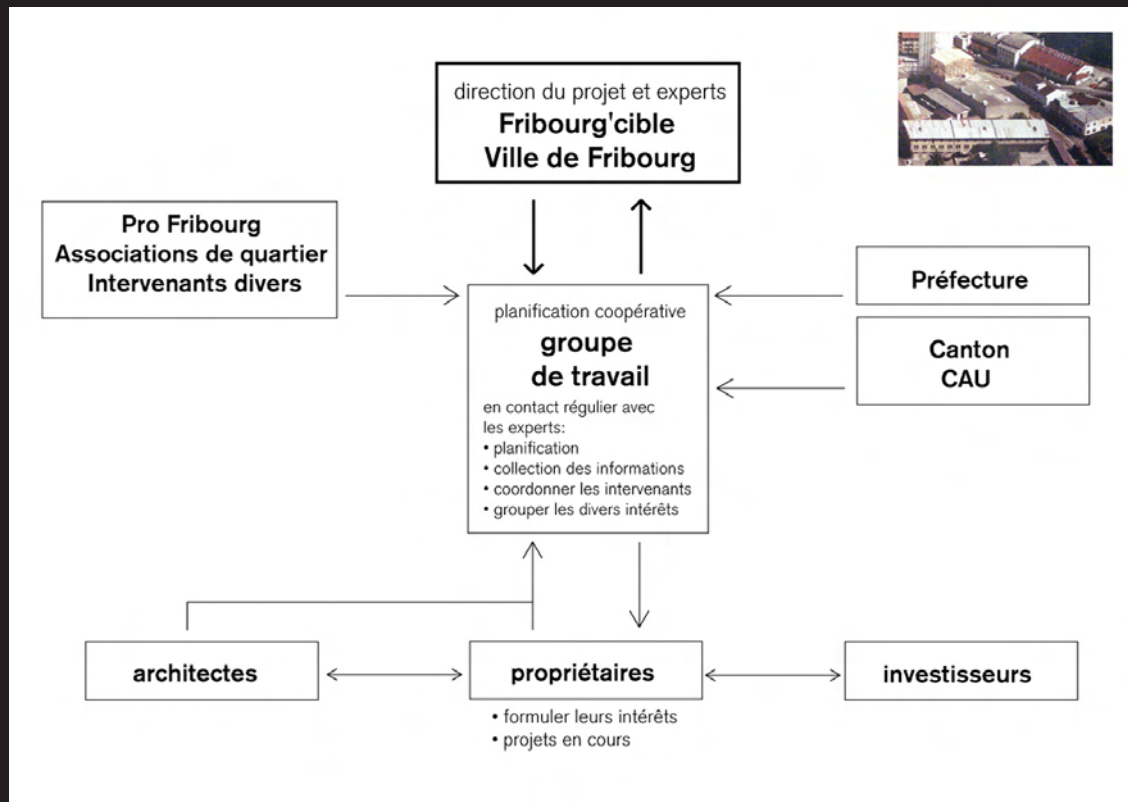 direction du projet et experts
Fribourg'cible
Ville de Fribourg
Pro Fribourg
Associations de quartier
Intervenants divers
Préfecture
Canton
CAU
planification coopérative
groupe
de travail
en contact régulier avec
les experts:
• planification
• collection des informations
• coordonner les intervenants
• grouper les divers intérêts
architectes
propriétaires
investisseurs
• formuler leurs intérêts
• projets en cours